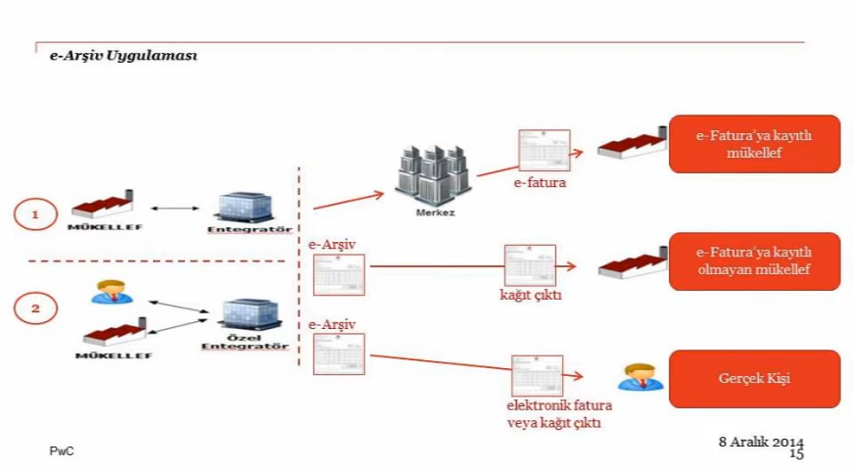 e-Arşiv Uygulaması
e-Fatura'ya kayıtlı
mükellef
e-fatura
Merkez
1
MÜKELLEF
Entegratör
e-Arşiv
kağıt çıktı
e-Fatura'ya kayıtlı
olmayan mükellef
2
MÜKELLEF
Özel
Entegratör
e-Arşiv
elektronik fatura
veya kağıt çıktı
Gerçek Kişi
PwC
8 Aralık 2014
15